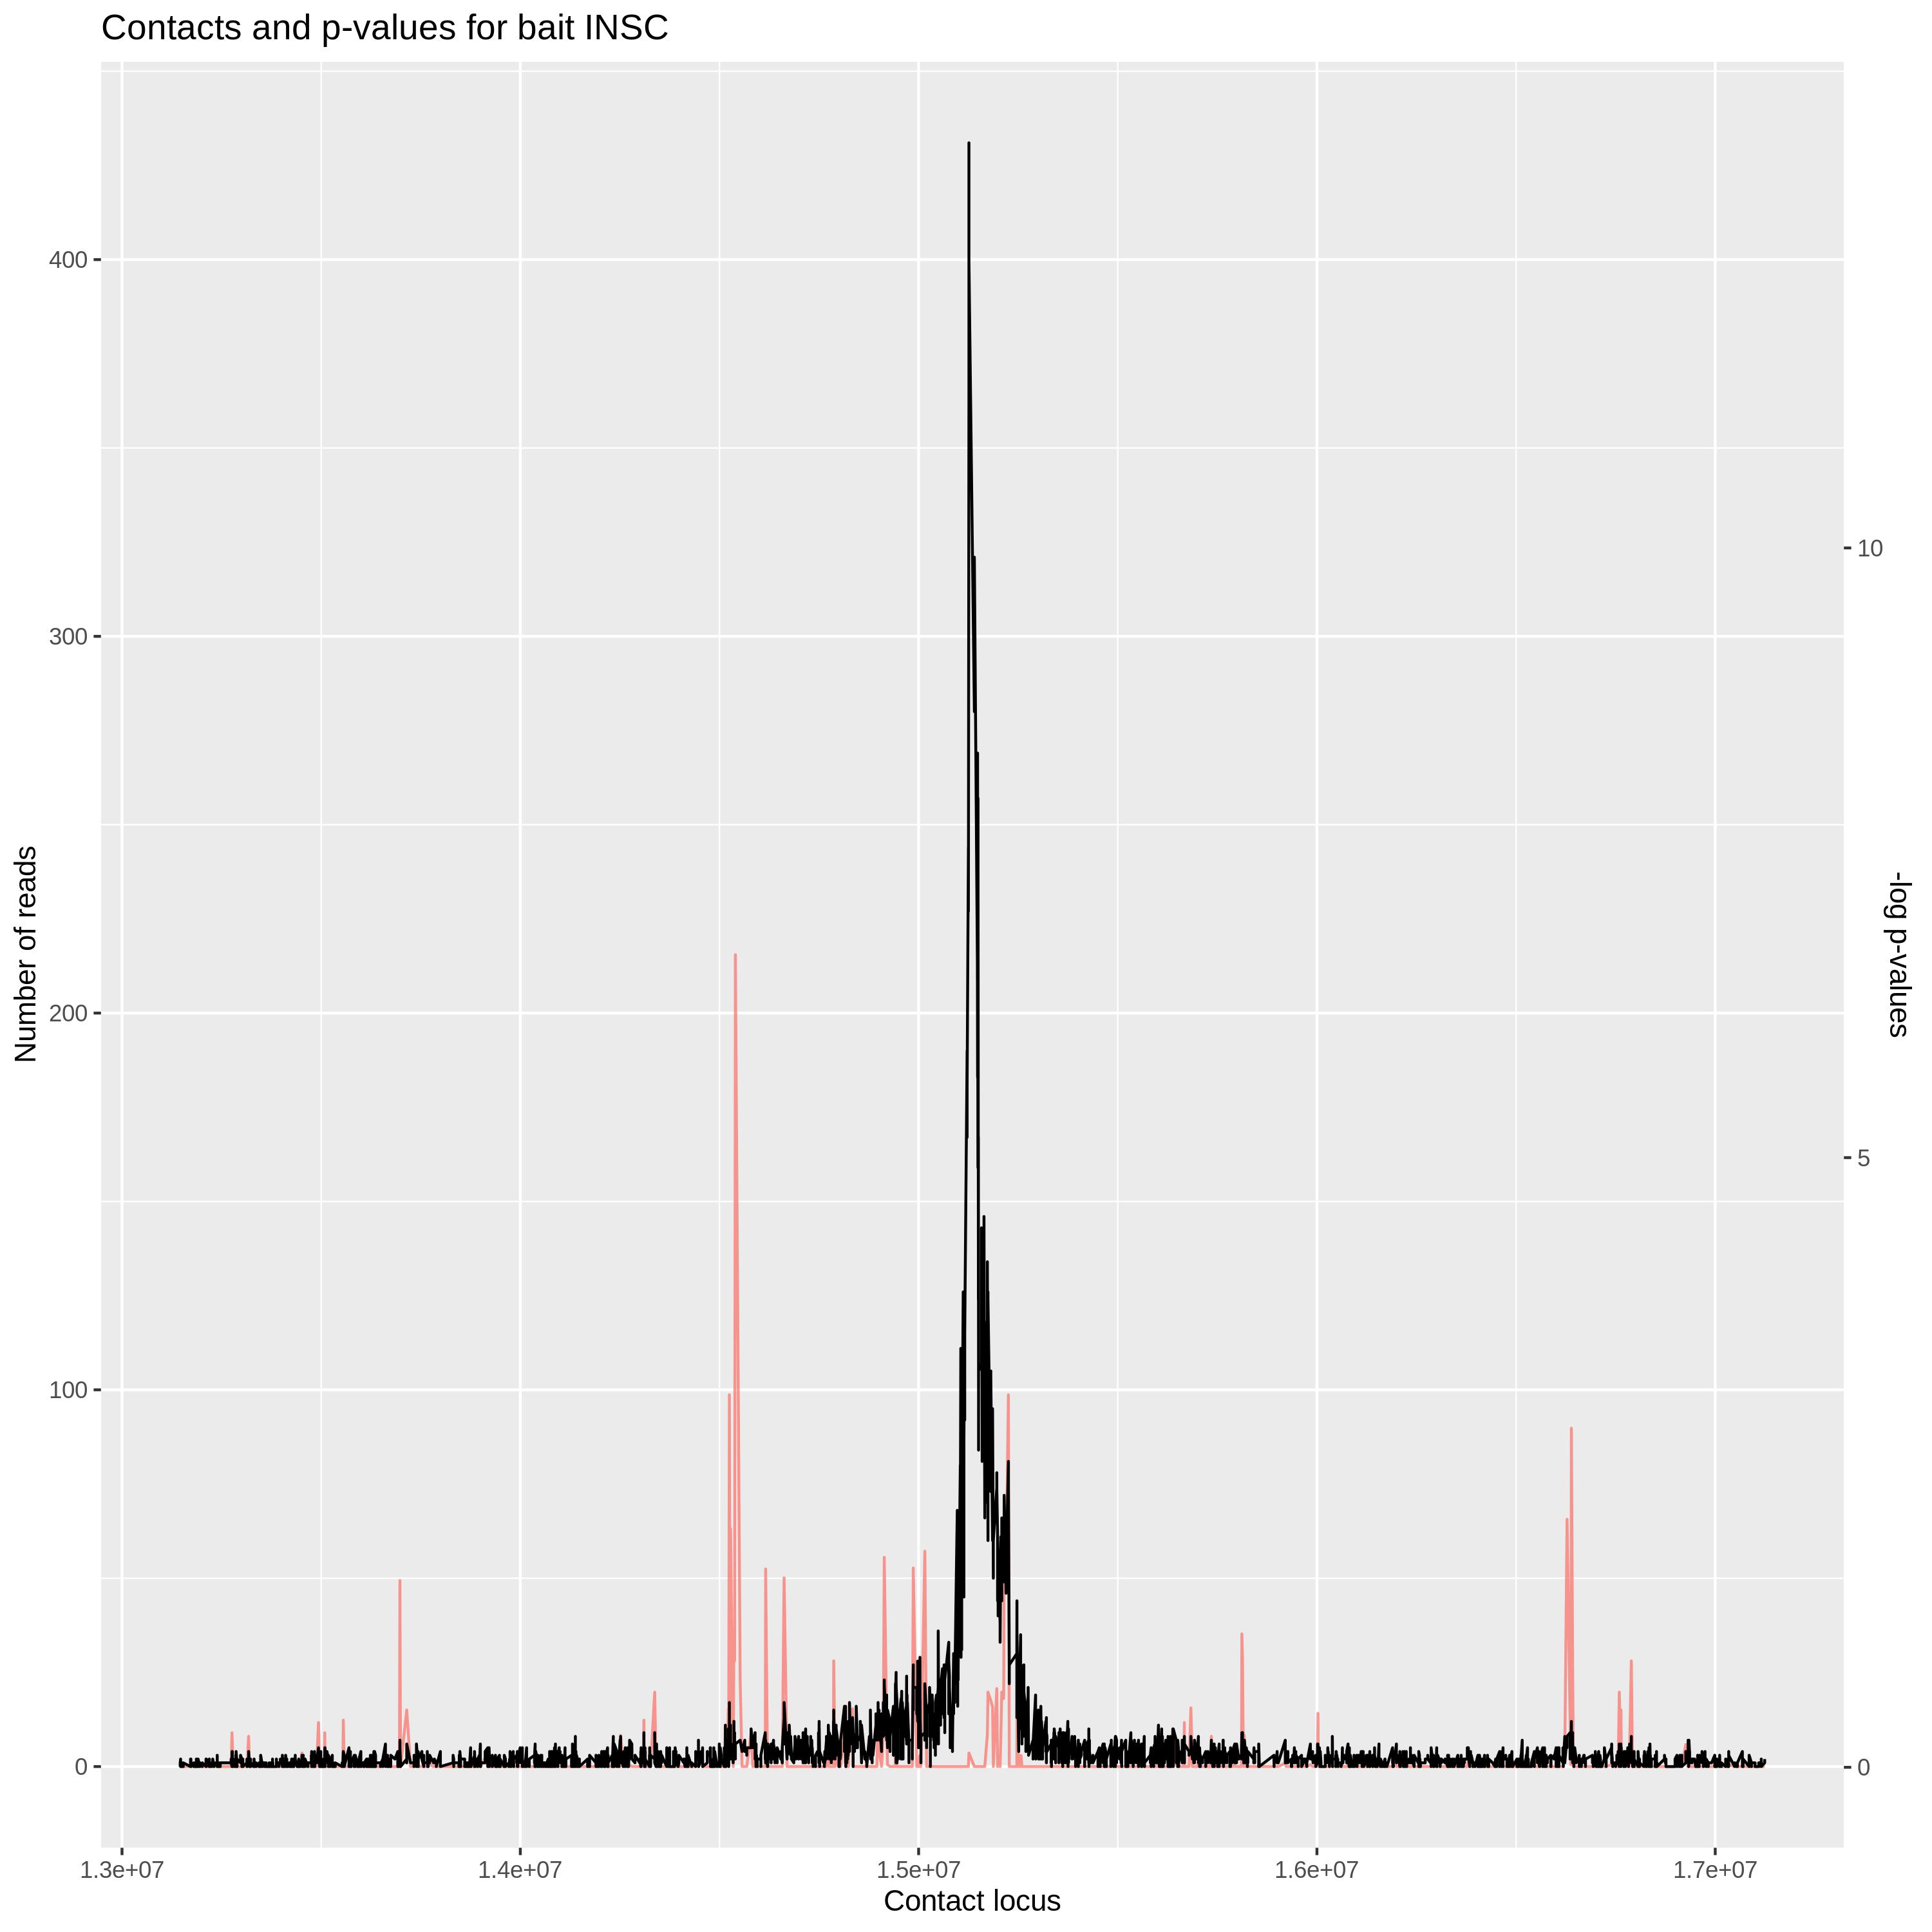 Contacts and p-values for bait INSC
400
300
200
100
0
Number of reads
10
5
0
-log p-values
1.3e+07
1.4e+07
1.5e+07
1.6e+07
1.7e+07
Contact locus